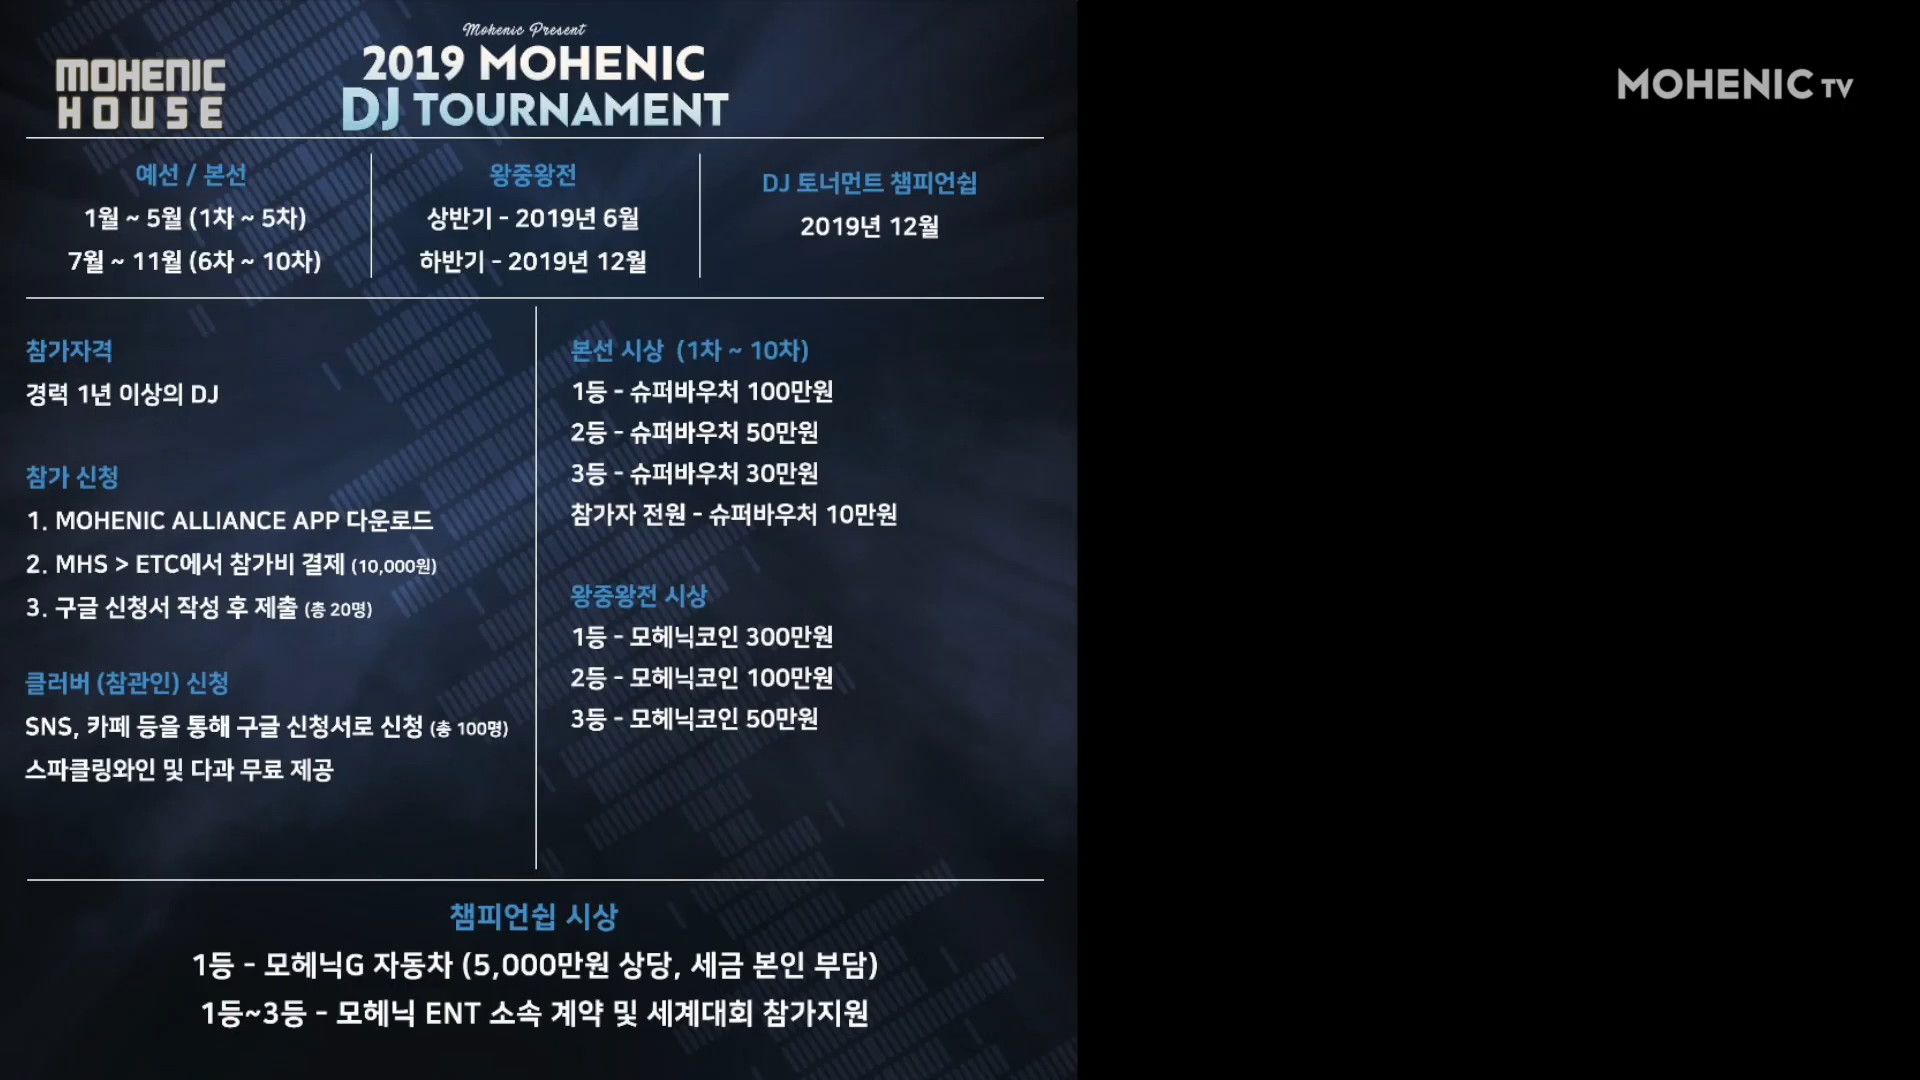 Mohenic Present
2019 MOHENIC
DJ TOURNAMENT
MOHENIC
HOUSE
MOHENIC TV
예선 / 본선
1월 ~ 5월 (1차 ~ 5차)
7월 ~ 11월 (6차 ~ 10차)
왕중왕전
상반기 - 2019년 6월
하반기 - 2019년 12월
DJ 토너먼트 챔피언쉽
2019년 12월
참가자격
경력 1년 이상의 DJ
참가 신청
1. MOHENIC ALLIANCE APP 다운로드
2. MHS > ETC에서 참가비 결제 (10,000원)
3. 구글 신청서 작성 후 제출 (총 20명)
클러버 (참관인) 신청
SNS, 카페 등을 통해 구글 신청서로 신청 (총 100명)
스파클링와인 및 다과 무료 제공
본선 시상 (1차 ~ 10차)
1등 - 슈퍼바우처 100만원
2등 - 슈퍼바우처 50만원
3등 - 슈퍼바우처 30만원
참가자 전원 - 슈퍼바우처 10만원
왕중왕전 시상
1등 - 모헤닉코인 300만원
2등 - 모헤닉코인 100만원
3등 - 모헤닉코인 50만원
챔피언쉽 시상
1등 - 모헤닉G 자동차 (5,000만원 상당, 세금 본인 부담)
1등~3등 - 모헤닉 ENT 소속 계약 및 세계대회 참가지원